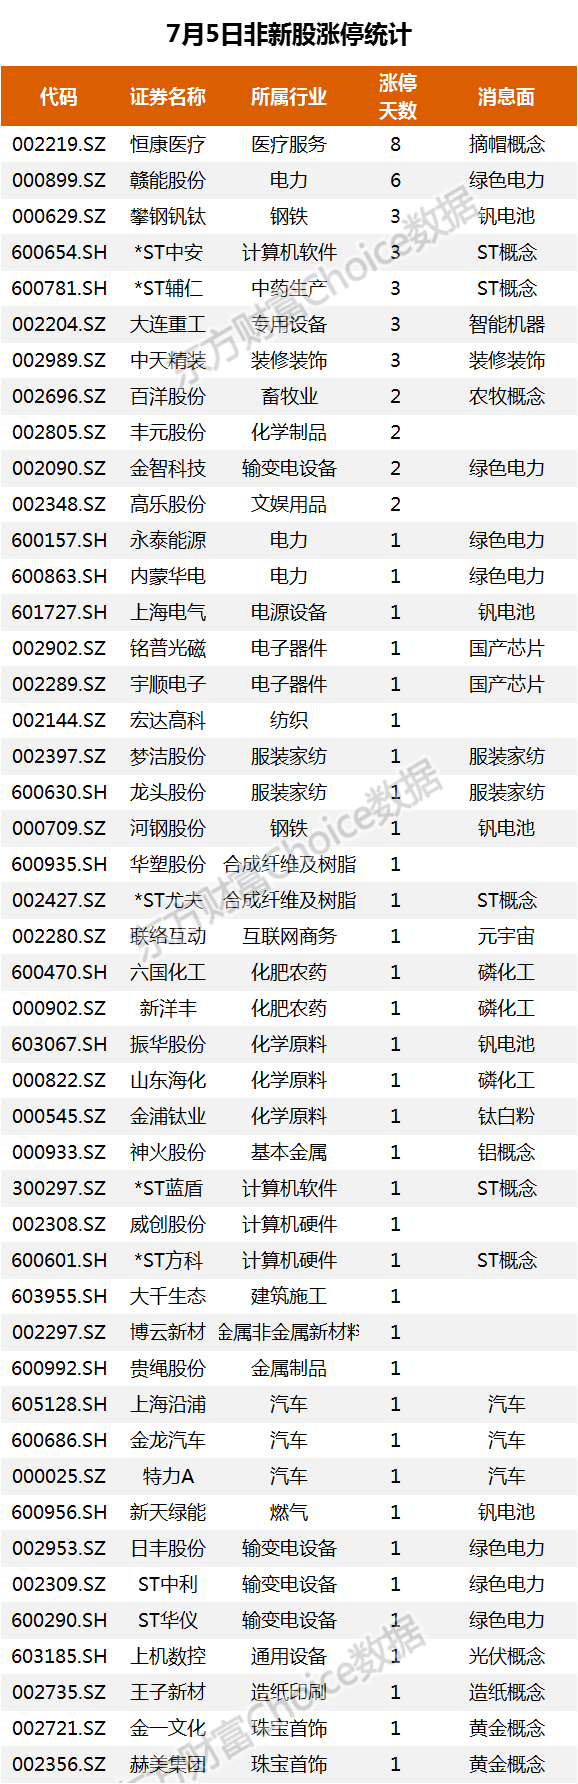 7月5日非新股涨停统计
代码 证券名称 所属行业 涨停天数 消息面
002219.SZ 恒康医疗 医疗服务 8 摘帽概念
000899.SZ 赣能股份 电力 6 绿色电力
000629.SZ 攀钢钒钛 钢铁 3 钒电池
600654.SH *ST中安 计算机软件 3 ST概念
600781.SH *ST辅仁 中药生产 3 ST概念
002204.SZ 大连重工 专用设备 3 智能机器
002989.SZ 中天精装 装修装饰 3 装修装饰
002696.SZ 百洋股份 畜牧业 2 农牧概念
002805.SZ 丰元股份 化学制品 2
002090.SZ 金智科技 输变电设备 2 绿色电力
002348.SZ 高乐股份 文娱用品 2
600157.SH 永泰能源 电力 1 绿色电力
600863.SH 内蒙华电 电力 1 绿色电力
601727.SH 上海电气 电源设备 1 钒电池
002902.SZ 铭普光磁 电子器件 1 国产芯片
002289.SZ 宇顺电子 电子器件 1 国产芯片
002144.SZ 宏达高科 纺织 1
002397.SZ 梦洁股份 服装家纺 1 服装家纺
600630.SH 龙头股份 服装家纺 1 服装家纺
000709.SZ 河钢股份 钢铁 1 钒电池
600935.SH 华塑股份 合成纤维及树脂 1
002427.SZ *ST尤夫 合成纤维及树脂 1 ST概念
002280.SZ 联络互动 互联网商务 1 元宇宙
600470.SH 六国化工 化肥农药 1 磷化工
000902.SZ 新洋丰 化肥农药 1 磷化工
603067.SH 振华股份 化学原料 1 钒电池
000822.SZ 山东海化 化学原料 1 磷化工
000545.SZ 金浦钛业 化学原料 1 钛白粉
000933.SZ 神火股份 基本金属 1 铝概念
300297.SZ *ST蓝盾 计算机软件 1 ST概念
002308.SZ 威创股份 计算机硬件 1
600601.SH *ST方科 计算机硬件 1 ST概念
603955.SH 大千生态 建筑施工 1
002297.SZ 博云新材 金属非金属新材料 1
600992.SH 贵绳股份 金属制品 1
605128.SH 上海沿浦 汽车 1 汽车
600686.SH 金龙汽车 汽车 1 汽车
000025.SZ 特力A 汽车 1 汽车
600956.SH 新天绿能 燃气 1 钒电池
002953.SZ 日丰股份 输变电设备 1 绿色电力
002309.SZ ST中利 输变电设备 1 绿色电力
600290.SH ST华仪 输变电设备 1 绿色电力
603185.SH 上机数控 通用设备 1 光伏概念
002735.SZ 王子新材 造纸印刷 1 造纸概念
002721.SZ 金一文化 珠宝首饰 1 黄金概念
002356.SZ 赫美集团 珠宝首饰 1 黄金概念
东方财富Choice数据
东方财富Choice数据
东方财富Choice数据